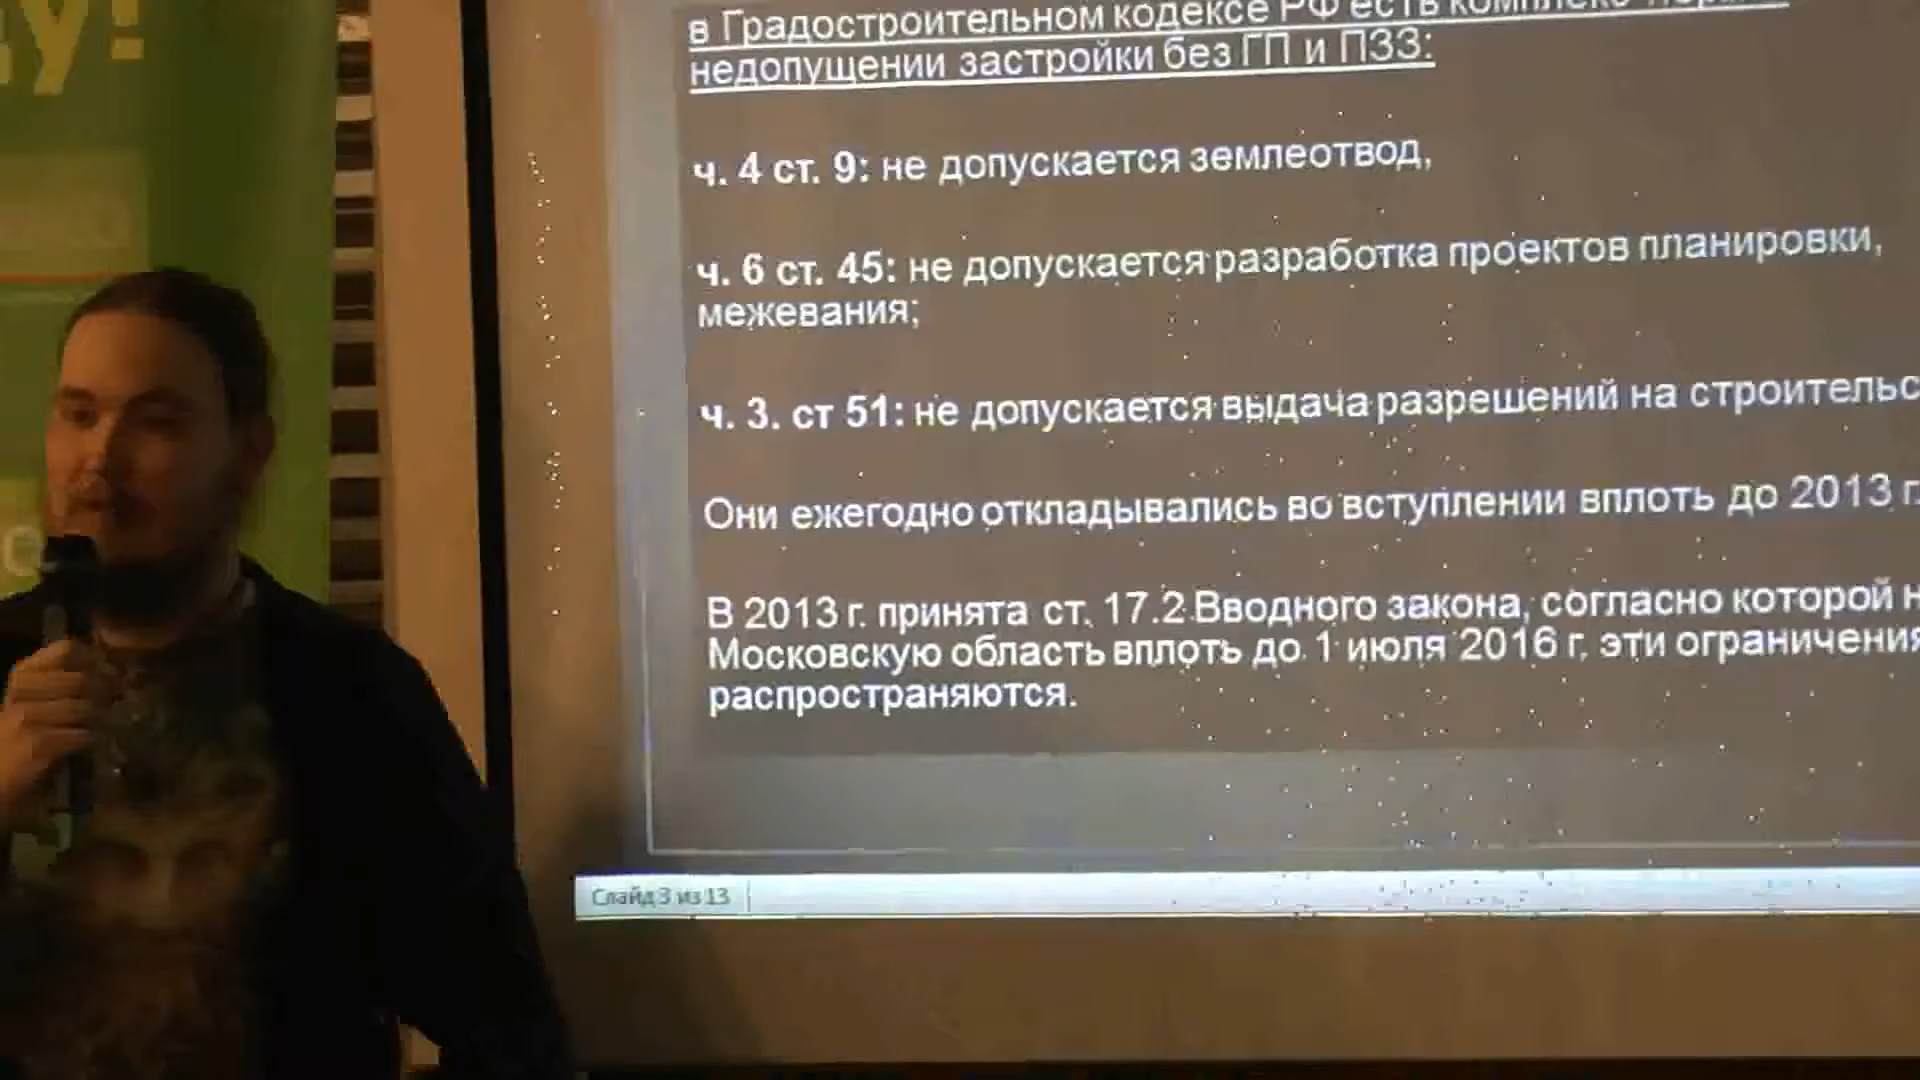 у!
в Градостроительном кодексе РФ есть
недопущении застройки без ГП и ПЗЗ:
ч. 4 ст. 9: не допускается землеотвод,
ч. 6 ст. 45: не допускается разработка проектов планировки,
межевания;
ч. 3. ст 51: не допускается выдача разрешений на строительс
Они ежегодно откладывались во вступлении вплоть до 2013 г.
В 2013 г. принята ст. 17.2 Вводного закона, согласно которой н
Московскую область вплоть до 1 июля 2016 г. эти ограничения
распространяются.
Слайд 3 из 13